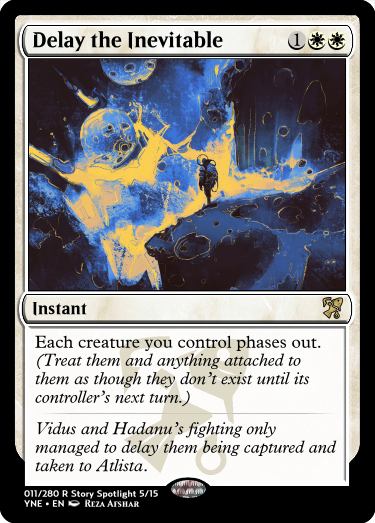 Delay the Inevitable 1
Instant
Each creature you control phases out.
(Treat them and anything attached to
them as though they don't exist until its
controller's next turn.)
Vidus and Hadanu's fighting only
managed to delay them being captured and
taken to Atlista.
011/280 R Story Spotlight 5/15
YNE • EN Reza Afshar